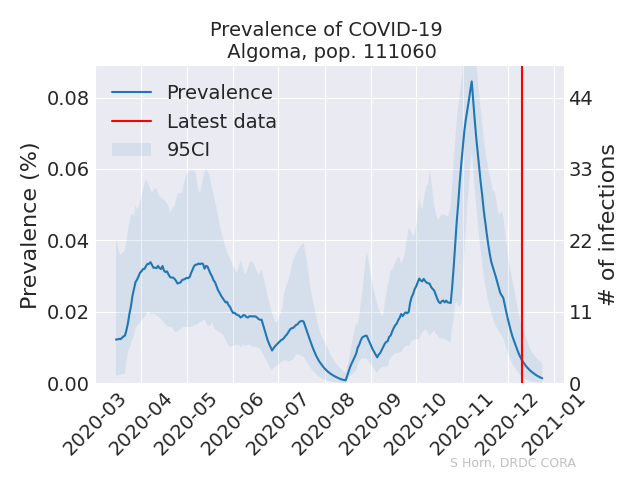 Prevalence of COVID-19
Algoma, pop. 111060
Prevalence
Latest data
95CI
Prevalence (%)
0.08
0.06
0.04
0.02
0.00
44
33
22
11
0
# of infections
2020-03
2020-04
2020-05
2020-06
2020-07
2020-08
2020-09
2020-10
2020-11
2020-12
2021-01
S Horn, DRDC CORA